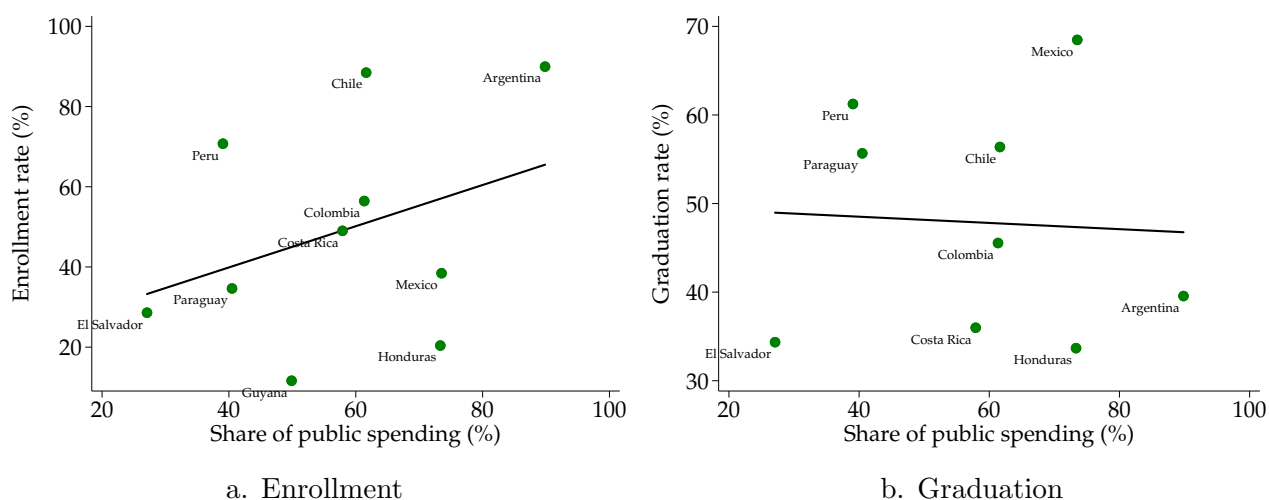 100
80
60
40
20
Enrollment rate (%)
Chile
Argentina
Peru
Colombia
Costa Rica
Mexico
Paraguay
El Salvador
Honduras
Guyana
20 40 60 80 100
Share of public spending (%)
a. Enrollment
70
60
50
40
30
Graduation rate (%)
Mexico
Peru
Paraguay
Chile
Colombia
Argentina
Costa Rica
El Salvador
Honduras
20 40 60 80 100
Share of public spending (%)
b. Graduation